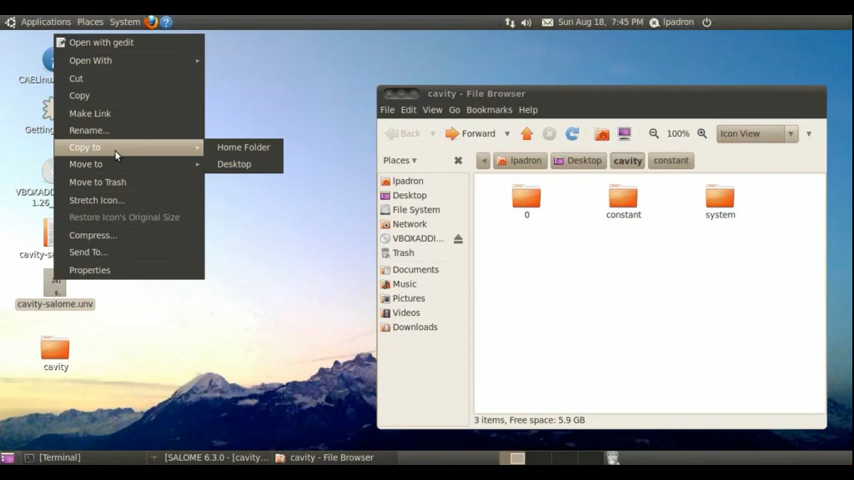 Applications Places System
Sun Aug 18, 7:45 PM lpadron
Open with gedit
Open With
Cut
Copy
Make Link
Rename...
Copy to
Move to
Move to Trash
Stretch Icon...
Restore Icon's Original Size
Compress...
Send To...
Properties
Home Folder
Desktop
CAELinu
Getting
VBOXADD
1.26_
cavity-s
cavity-salome.unv
cavity
cavity - File Browser
File Edit View Go Bookmarks Help
Back Forward 100% Icon View
Places lpadron Desktop cavity constant
lpadron
Desktop
File System
Network
VBOXADDI...
Trash
Documents
Music
Pictures
Videos
Downloads
0 constant system
3 items, Free space: 5.9 GB
[Terminal] [SALOME 6.3.0 - [cavity... cavity - File Browser